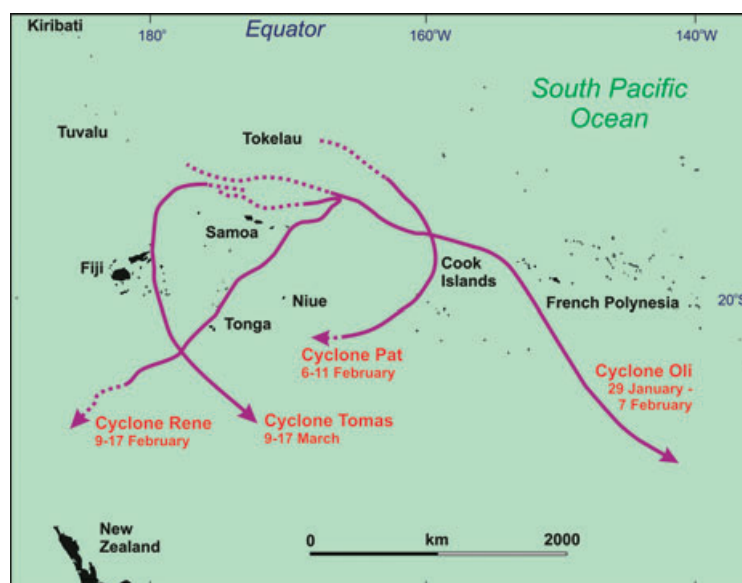 Kiribati
180°
Equator
160°W
140°W
South Pacific
Ocean
Tuvalu
Tokelau
Samoa
Fiji
Cook
Islands
Niue
French Polynesia
20°S
Tonga
Cyclone Pat
6-11 February
Cyclone Oli
29 January -
7 February
Cyclone Rene
9-17 February
Cyclone Tomas
9-17 March
New
Zealand
0
km
2000